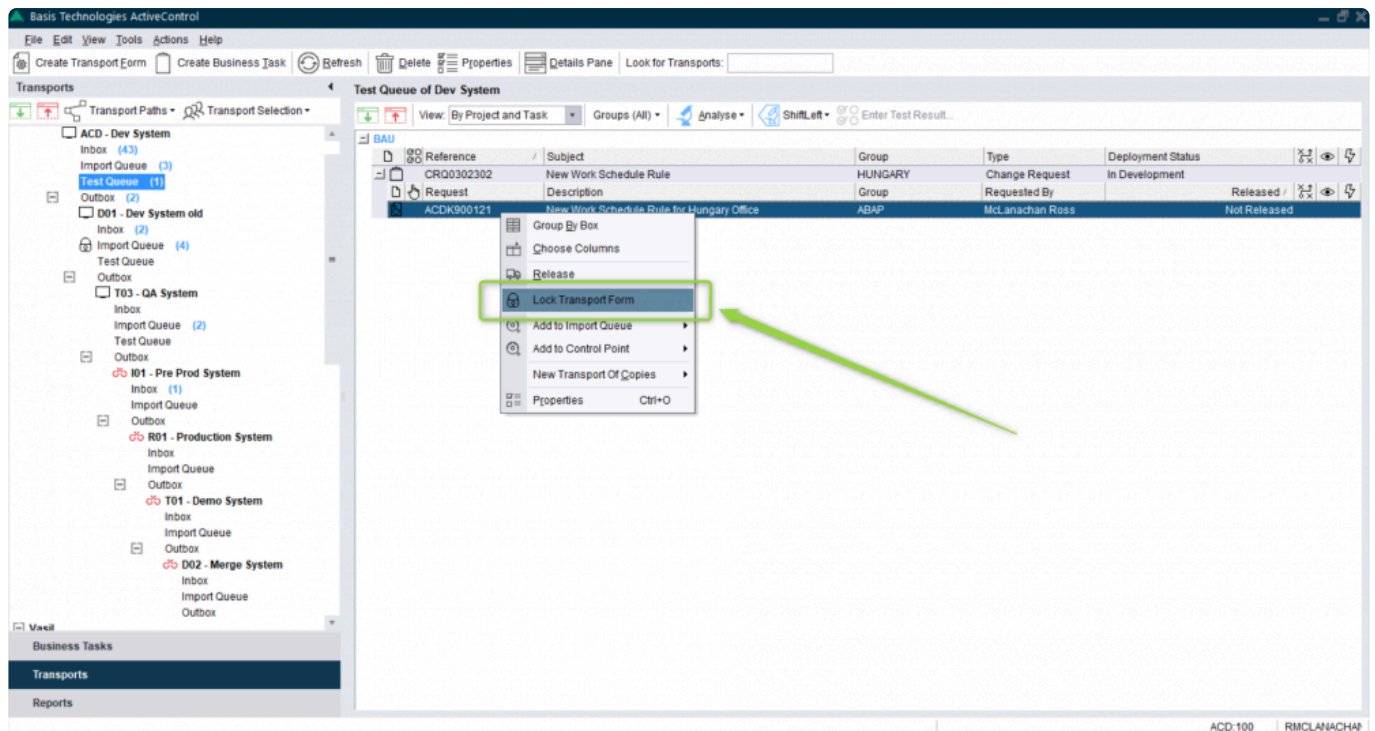 Basis Technologies ActiveControl
File Edit View Tools Actions Help
Create Transport Form Create Business Task Refresh Delete Properties Details Pane Look for Transports:
Transports
Transport Paths Transport Selection
ACD - Dev System
Inbox (43)
Import Queue (3)
Test Queue (1)
Outbox (2)
D01 - Dev System old
Inbox (2)
Import Queue (4)
Test Queue
Outbox
T03 - QA System
Inbox
Import Queue (2)
Test Queue
Outbox
I01 - Pre Prod System
Inbox (1)
Import Queue
Outbox
R01 - Production System
Inbox
Import Queue
Outbox
T01 - Demo System
Inbox
Import Queue
Outbox
D02 - Merge System
Inbox
Import Queue
Outbox
Vasil
Business Tasks
Transports
Reports
Test Queue of Dev System
View: By Project and Task Groups (All) Analyse ShiftLeft Enter Test Result...
BAU
Reference Subject Group Type Deployment Status
CRQ0302302 New Work Schedule Rule HUNGARY Change Request In Development
Request Description Group Requested By Released
ACDK900121 New Work Schedule Rule for Hungary Office ABAP McLanachan Ross Not Released
Group By Box
Choose Columns
Release
Lock Transport Form
Add to Import Queue
Add to Control Point
New Transport Of Copies
Properties Ctrl+O
ACD:100 RMCLANACHAN